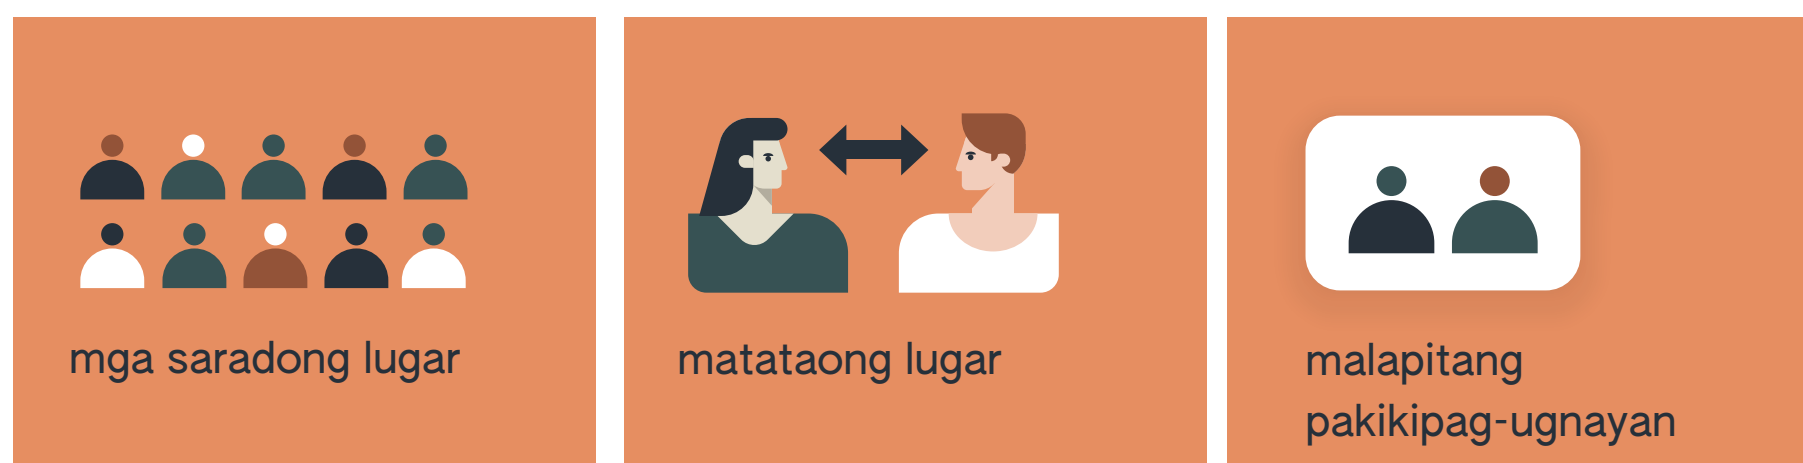 mga saradong lugar
matataong lugar
malapitang
pakikipag-ugnayan